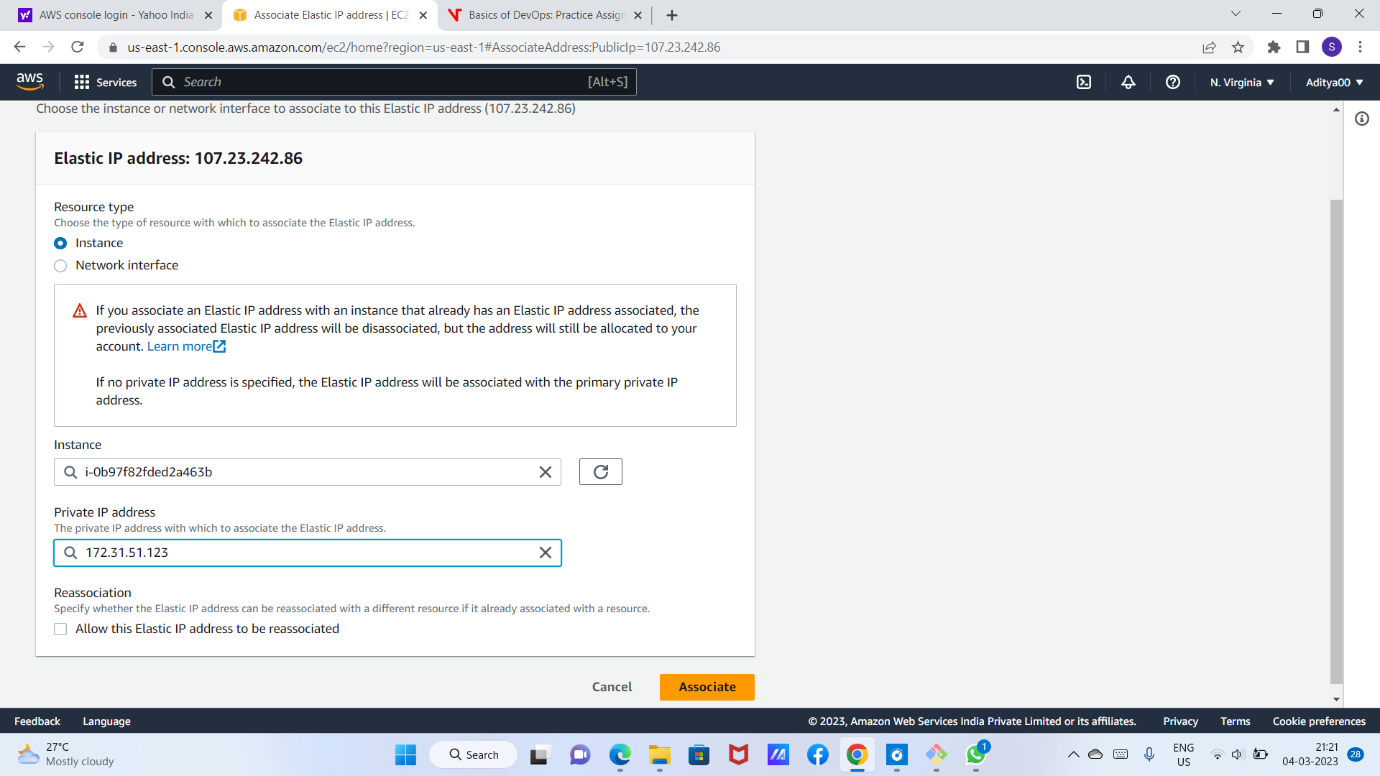 AWS console login - Yahoo India
Associate Elastic IP address | EC2
Basics of DevOps: Practice Assign
us-east-1.console.aws.amazon.com/ec2/home?region=us-east-1#AssociateAddress:PublicIp=107.23.242.86
S
aws
Services
Search
[Alt+S]
N. Virginia
Aditya00
Choose the instance or network interface to associate to this Elastic IP address (107.23.242.86)
Elastic IP address: 107.23.242.86
Resource type
Choose the type of resource with which to associate the Elastic IP address.
Instance
Network interface
If you associate an Elastic IP address with an instance that already has an Elastic IP address associated, the
previously associated Elastic IP address will be disassociated, but the address will still be allocated to your
account. Learn more
If no private IP address is specified, the Elastic IP address will be associated with the primary private IP
address.
Instance
i-0b97f82fded2a463b
Private IP address
The private IP address with which to associate the Elastic IP address.
172.31.51.123
Reassociation
Specify whether the Elastic IP address can be reassociated with a different resource if it already associated with a resource.
Allow this Elastic IP address to be reassociated
Cancel
Associate
Feedback
Language
© 2023, Amazon Web Services India Private Limited or its affiliates.
Privacy
Terms
Cookie preferences
27°C
Mostly cloudy
Search
1
ENG
US
21:21
04-03-2023
28